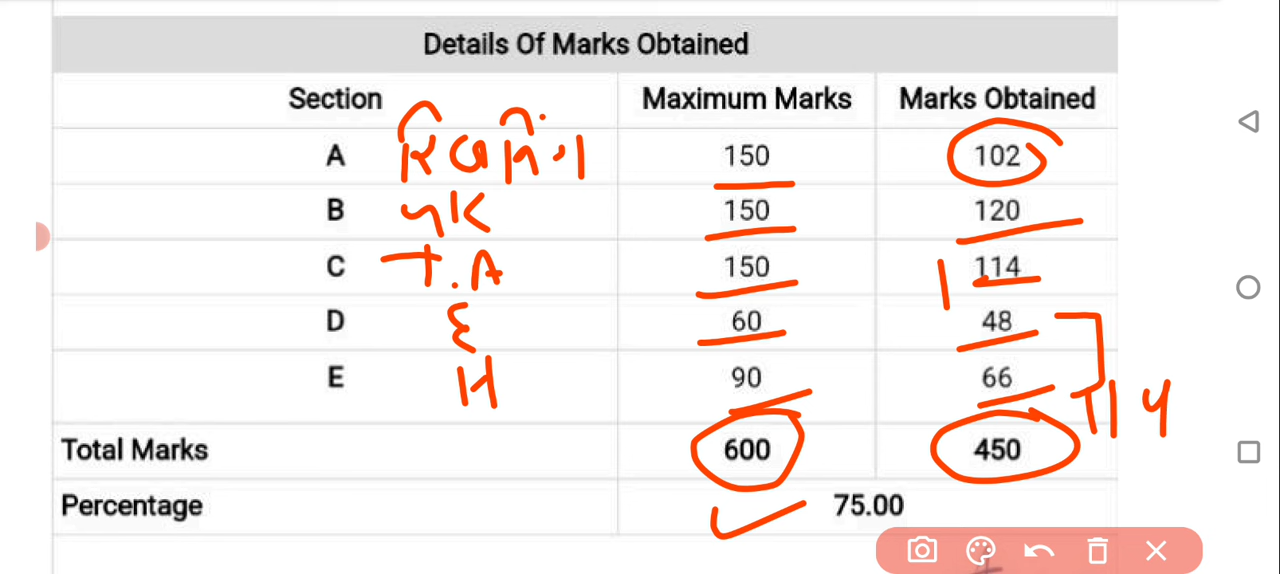 Details Of Marks Obtained
Section Maximum Marks Marks Obtained
A 150 102
B 150 120
C 150 114
D 60 48
E 90 66
Total Marks 600 450
Percentage 75.00
T.A
E
H
114